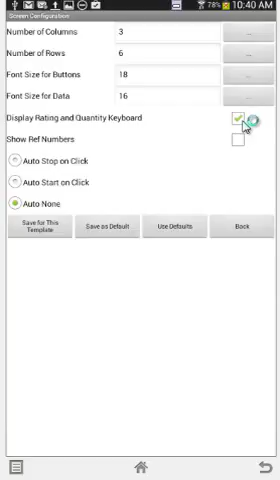 78% 10:40 AM
Screen Configuration
Number of Columns 3 ...
Number of Rows 6 ...
Font Size for Buttons 18 ...
Font Size for Data 16 ...
Display Rating and Quantity Keyboard
Show Ref Numbers
Auto Stop on Click
Auto Start on Click
Auto None
Save for This Template
Save as Default
Use Defaults
Back